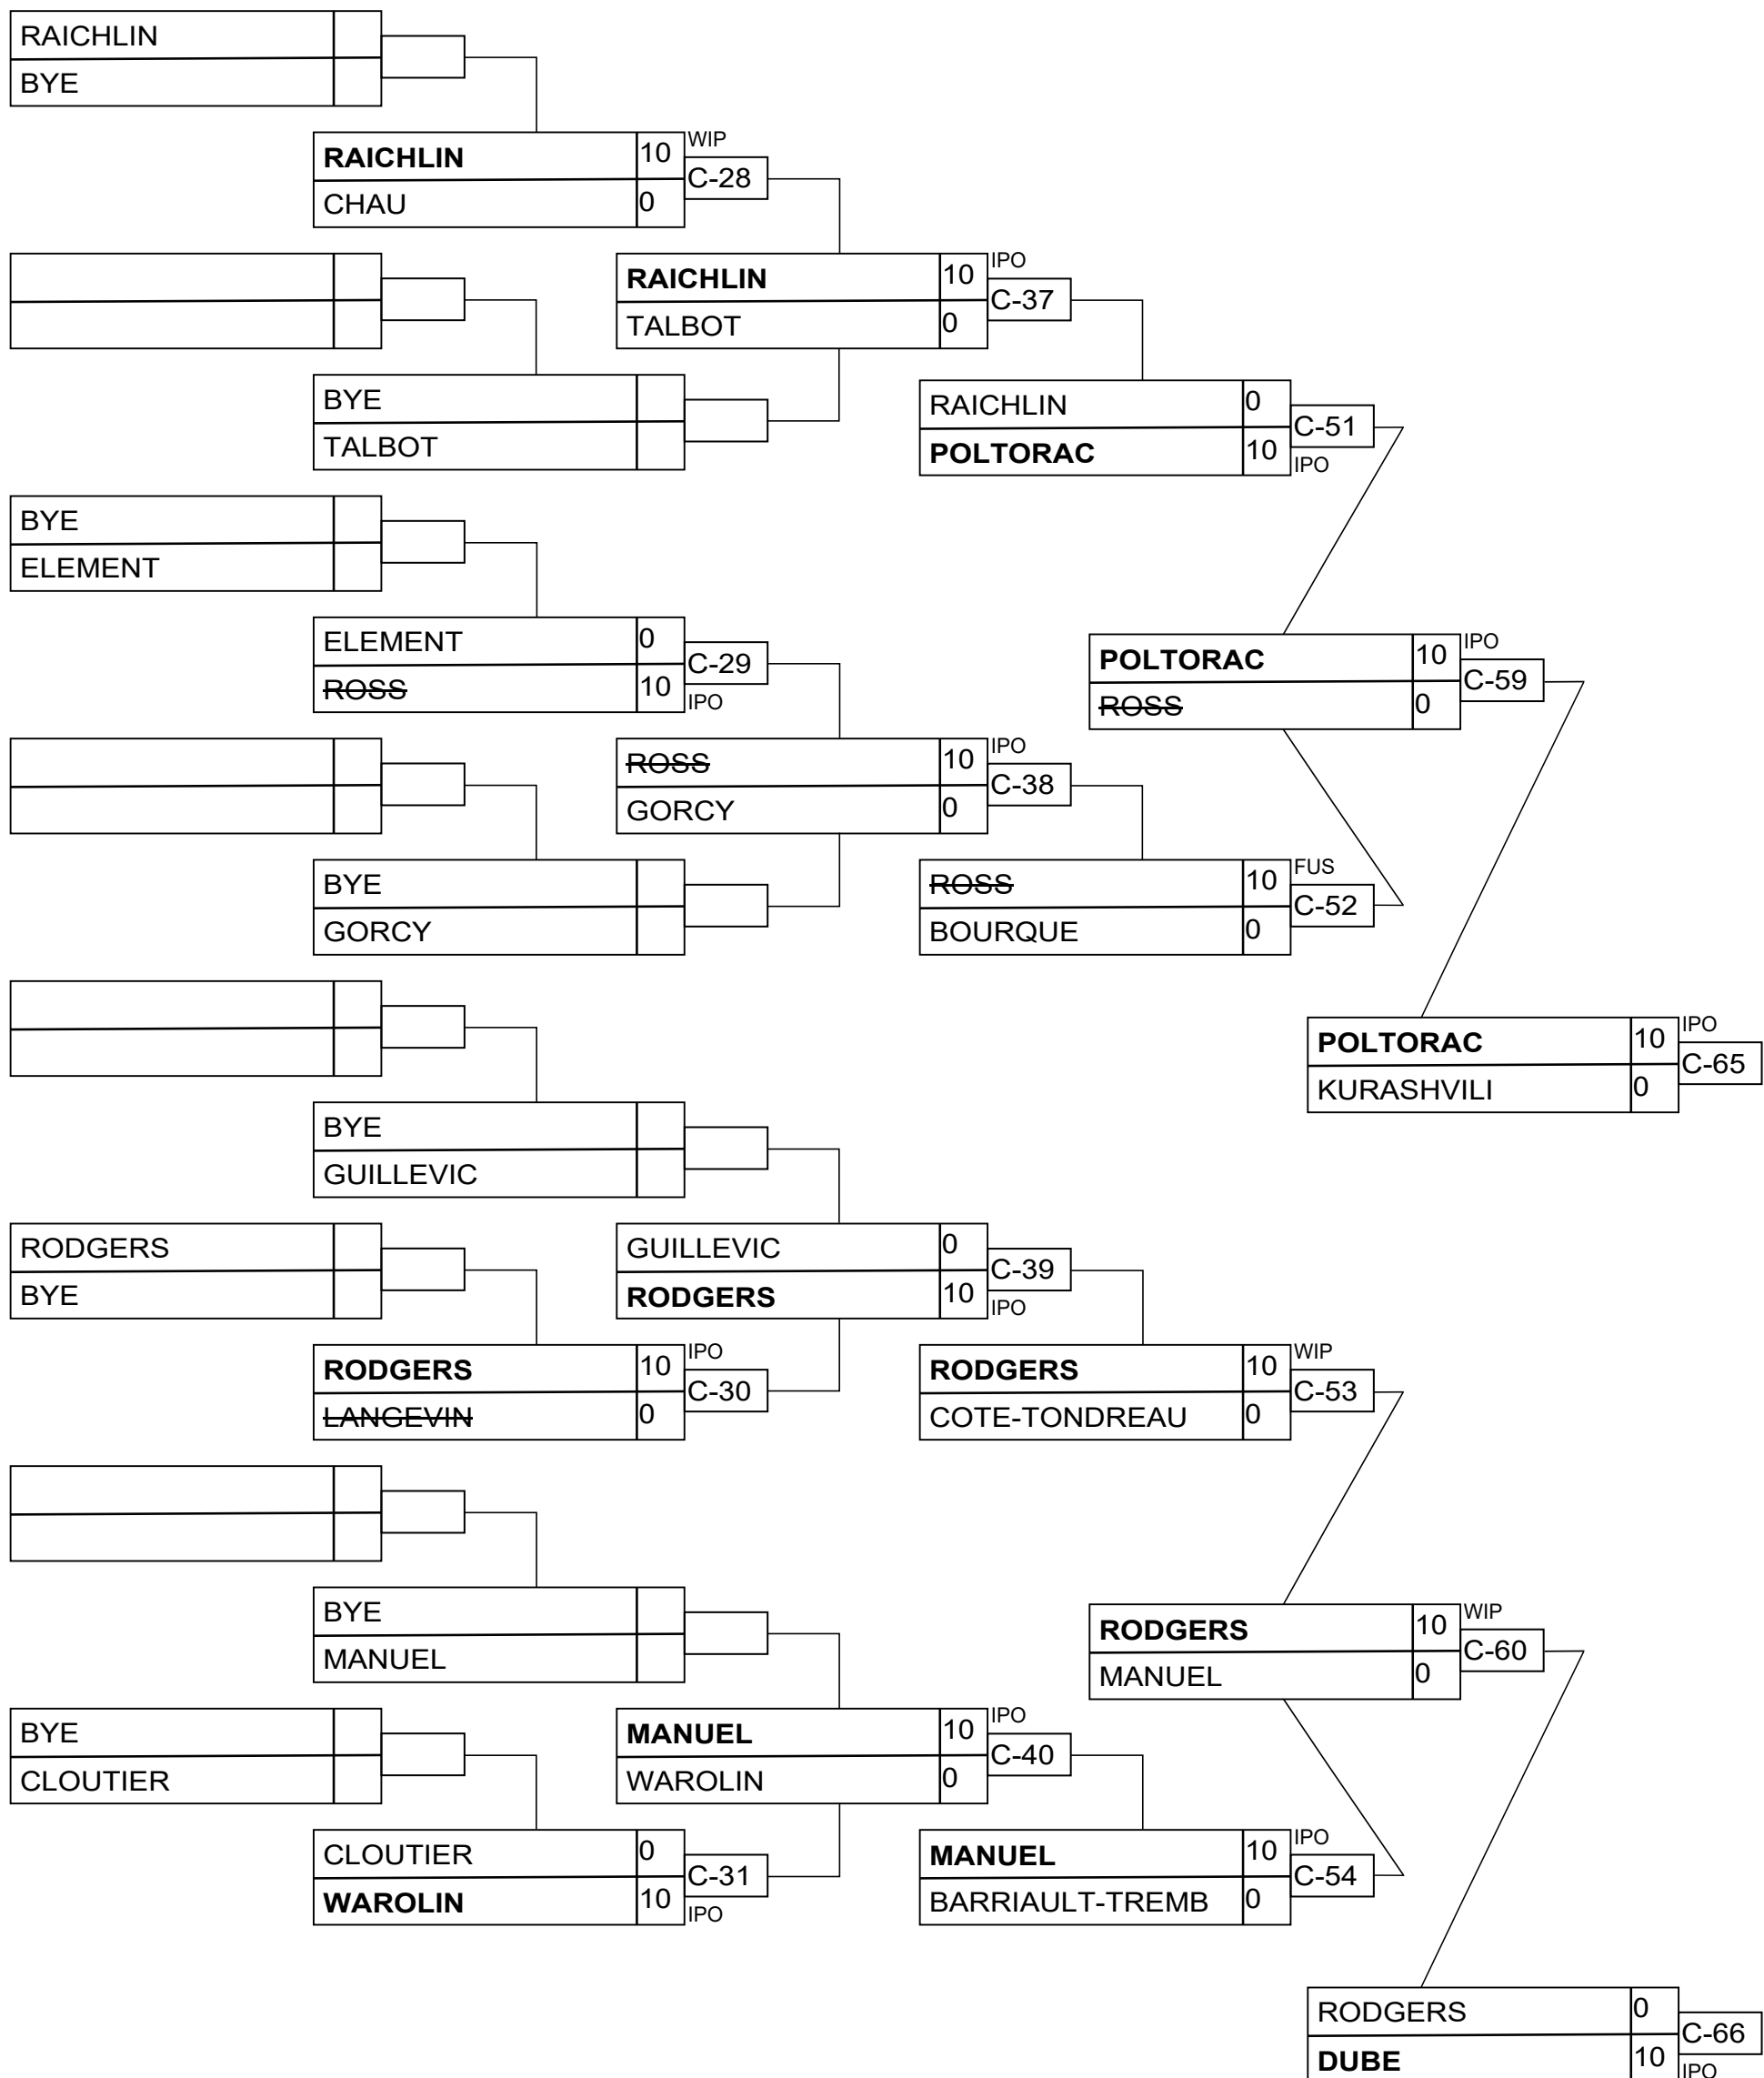 RAICHLIN
BYE
RAICHLIN 10 WIP
C-28
CHAU 0
RAICHLIN 10 IPO
C-37
TALBOT 0
BYE
TALBOT
RAICHLIN 0
C-51
POLTORAC 10 IPO
BYE
ELEMENT
ELEMENT 0
C-29
ROSS 10 IPO
POLTORAC 10 IPO
C-59
ROSS 0
ROSS 10 IPO
C-38
GORCY 0
BYE
GORCY
ROSS 10 FUS
C-52
BOURQUE 0
POLTORAC 10 IPO
C-65
KURASHVILI 0
BYE
GUILLEVIC
RODGERS
BYE
GUILLEVIC 0
C-39
RODGERS 10 IPO
RODGERS 10 IPO
C-30
LANGEVIN 0
RODGERS 10 WIP
C-53
COTE-TONDREAU 0
BYE
MANUEL
RODGERS 10 WIP
C-60
MANUEL 0
BYE
CLOUTIER
MANUEL 10 IPO
C-40
WAROLIN 0
CLOUTIER 0
C-31
WAROLIN 10 IPO
MANUEL 10 IPO
C-54
BARRIAULT-TREMB 0
RODGERS 0
C-66
DUBE 10 IPO